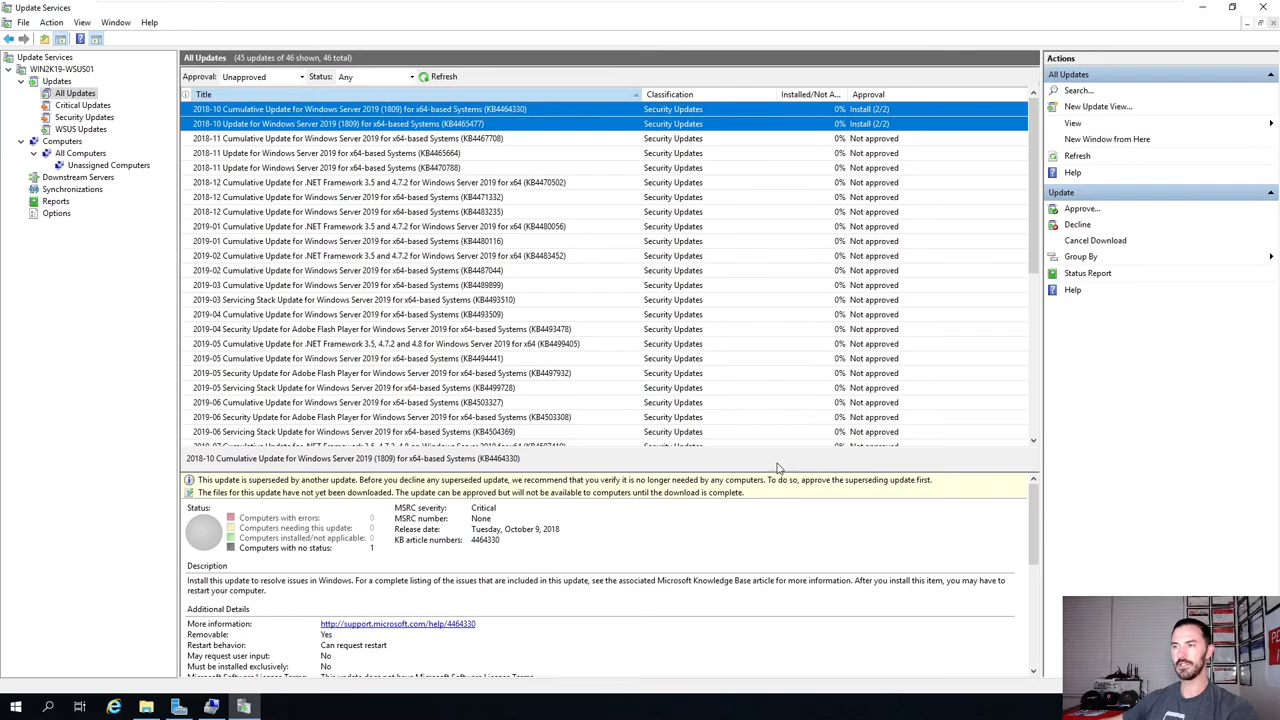 Update Services
File Action View Window Help
Update Services
WIN2K19-WSUS01
Updates
All Updates
Critical Updates
Security Updates
WSUS Updates
Computers
All Computers
Unassigned Computers
Downstream Servers
Synchronizations
Reports
Options
All Updates (45 updates of 46 shown, 46 total)
Approval: Unapproved Status: Any Refresh
Title Classification Installed/Not A... Approval
2018-10 Cumulative Update for Windows Server 2019 (1809) for x64-based Systems (KB4464330) Security Updates 0% Install (2/2)
2018-10 Update for Windows Server 2019 (1809) for x64-based Systems (KB4465477) Security Updates 0% Install (2/2)
2018-11 Cumulative Update for Windows Server 2019 for x64-based Systems (KB4467708) Security Updates 0% Not approved
2018-11 Update for Windows Server 2019 for x64-based Systems (KB4465664) Security Updates 0% Not approved
2018-11 Update for Windows Server 2019 for x64-based Systems (KB4470788) Security Updates 0% Not approved
2018-12 Cumulative Update for .NET Framework 3.5 and 4.7.2 for Windows Server 2019 for x64 (KB4470502) Security Updates 0% Not approved
2018-12 Cumulative Update for Windows Server 2019 for x64-based Systems (KB4471332) Security Updates 0% Not approved
2018-12 Cumulative Update for Windows Server 2019 for x64-based Systems (KB4483235) Security Updates 0% Not approved
2019-01 Cumulative Update for .NET Framework 3.5 and 4.7.2 for Windows Server 2019 for x64 (KB4480056) Security Updates 0% Not approved
2019-01 Cumulative Update for Windows Server 2019 for x64-based Systems (KB4480116) Security Updates 0% Not approved
2019-02 Cumulative Update for .NET Framework 3.5 and 4.7.2 for Windows Server 2019 for x64 (KB4483452) Security Updates 0% Not approved
2019-02 Cumulative Update for Windows Server 2019 for x64-based Systems (KB4487044) Security Updates 0% Not approved
2019-03 Cumulative Update for Windows Server 2019 for x64-based Systems (KB4489899) Security Updates 0% Not approved
2019-03 Servicing Stack Update for Windows Server 2019 for x64-based Systems (KB4493510) Security Updates 0% Not approved
2019-04 Cumulative Update for Windows Server 2019 for x64-based Systems (KB4493509) Security Updates 0% Not approved
2019-04 Security Update for Adobe Flash Player for Windows Server 2019 for x64-based Systems (KB4493478) Security Updates 0% Not approved
2019-05 Cumulative Update for .NET Framework 3.5, 4.7.2 and 4.8 for Windows Server 2019 for x64 (KB4499405) Security Updates 0% Not approved
2019-05 Cumulative Update for Windows Server 2019 for x64-based Systems (KB4494441) Security Updates 0% Not approved
2019-05 Security Update for Adobe Flash Player for Windows Server 2019 for x64-based Systems (KB4497932) Security Updates 0% Not approved
2019-05 Servicing Stack Update for Windows Server 2019 for x64-based Systems (KB4499728) Security Updates 0% Not approved
2019-06 Cumulative Update for Windows Server 2019 for x64-based Systems (KB4503327) Security Updates 0% Not approved
2019-06 Security Update for Adobe Flash Player for Windows Server 2019 for x64-based Systems (KB4503308) Security Updates 0% Not approved
2019-06 Servicing Stack Update for Windows Server 2019 for x64-based Systems (KB4504369) Security Updates 0% Not approved
2018-10 Cumulative Update for Windows Server 2019 (1809) for x64-based Systems (KB4464330)
This update is superseded by another update. Before you decline any superseded update, we recommend that you verify it is no longer needed by any computers. To do so, approve the superseding update first.
The files for this update have not yet been downloaded. The update can be approved but will not be available to computers until the download is complete.
Status:
Computers with errors: 0
Computers needing this update: 0
Computers installed/not applicable: 0
Computers with no status: 1
MSRC severity: Critical
MSRC number: None
Release date: Tuesday, October 9, 2018
KB article numbers: 4464330
Description
Install this update to resolve issues in Windows. For a complete listing of the issues that are included in this update, see the associated Microsoft Knowledge Base article for more information. After you install this item, you may have to
restart your computer.
Additional Details
More information: http://support.microsoft.com/help/4464330
Removable: Yes
Restart behavior: Can request restart
May request user input: No
Must be installed exclusively: No
Microsoft Software License Terms: This update does not have Microsoft Software License Terms.
Actions
All Updates
Search...
New Update View...
View
New Window from Here
Refresh
Help
Update
Approve...
Decline
Cancel Download
Group By
Status Report
Help